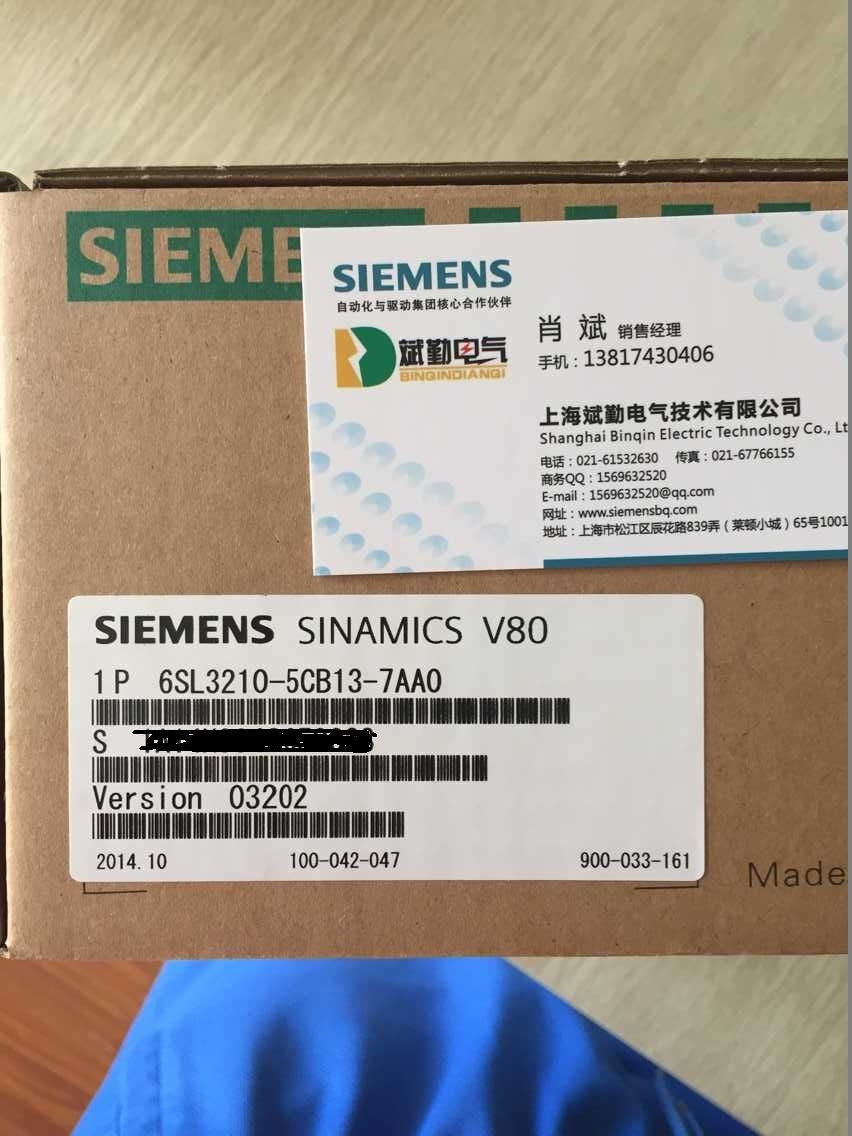 SIEME
SIEMENS
自动化与驱动集团核心合作伙伴
斌勤电气
BINQINDIANQI
肖 斌 销售经理
手机：13817430406
上海斌勤电气技术有限公司
Shanghai Binqin Electric Technology Co., Lt
电话：021-61532630 传真：021-67766155
商务QQ：1569632520
E-mail：1569632520@qq.com
网址：www.siemensbq.com
地址：上海市松江区辰花路839弄（莱顿小城）65号1001
SIEMENS SINAMICS V80
1P 6SL3210-5CB13-7AA0
S
Version 03202
2014.10 100-042-047 900-033-161
Made